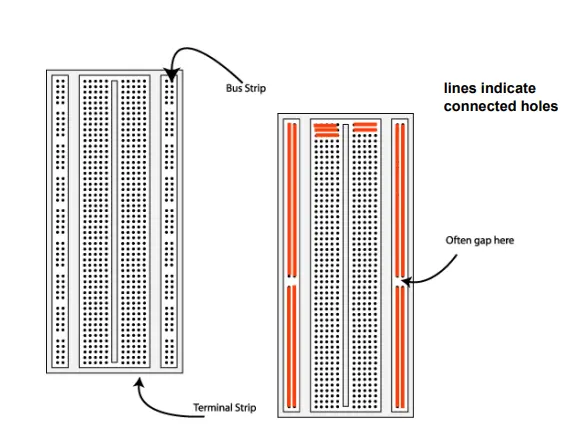 Bus Strip
lines indicate
connected holes
Often gap here
Terminal Strip